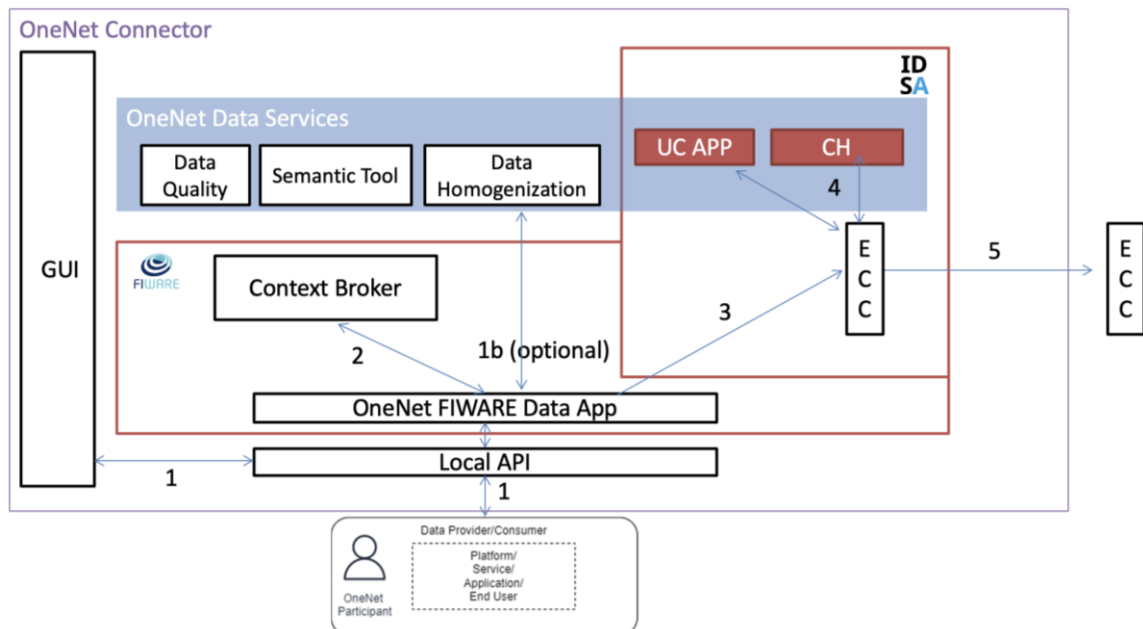 OneNet Connector
ID
SA
OneNet Data Services
UC APP
CH
Data
Quality
Semantic Tool
Data
Homogenization
4
GUI
FIWARE
Context Broker
E
C
C
5
E
C
C
3
2
1b (optional)
OneNet FIWARE Data App
Local API
1
1
Data Provider/Consumer
Platform/
Service/
Application/
End User
OneNet
Participant